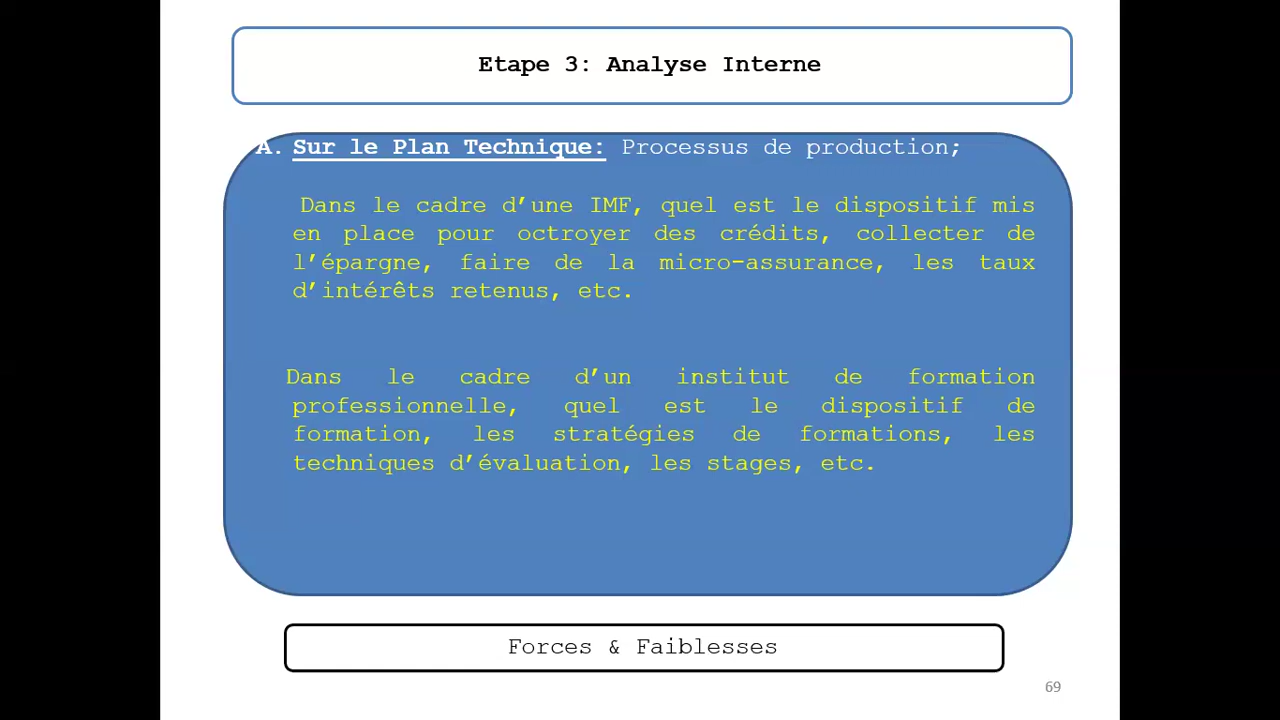 Etape 3: Analyse Interne
A. Sur le Plan Technique: Processus de production;
Dans le cadre d’une IMF, quel est le dispositif mis
en place pour octroyer des crédits, collecter de
l’épargne, faire de la micro-assurance, les taux
d’intérêts retenus, etc.
Dans le cadre d’un institut de formation
professionnelle, quel est le dispositif de
formation, les stratégies de formations, les
techniques d’évaluation, les stages, etc.
Forces & Faiblesses
69